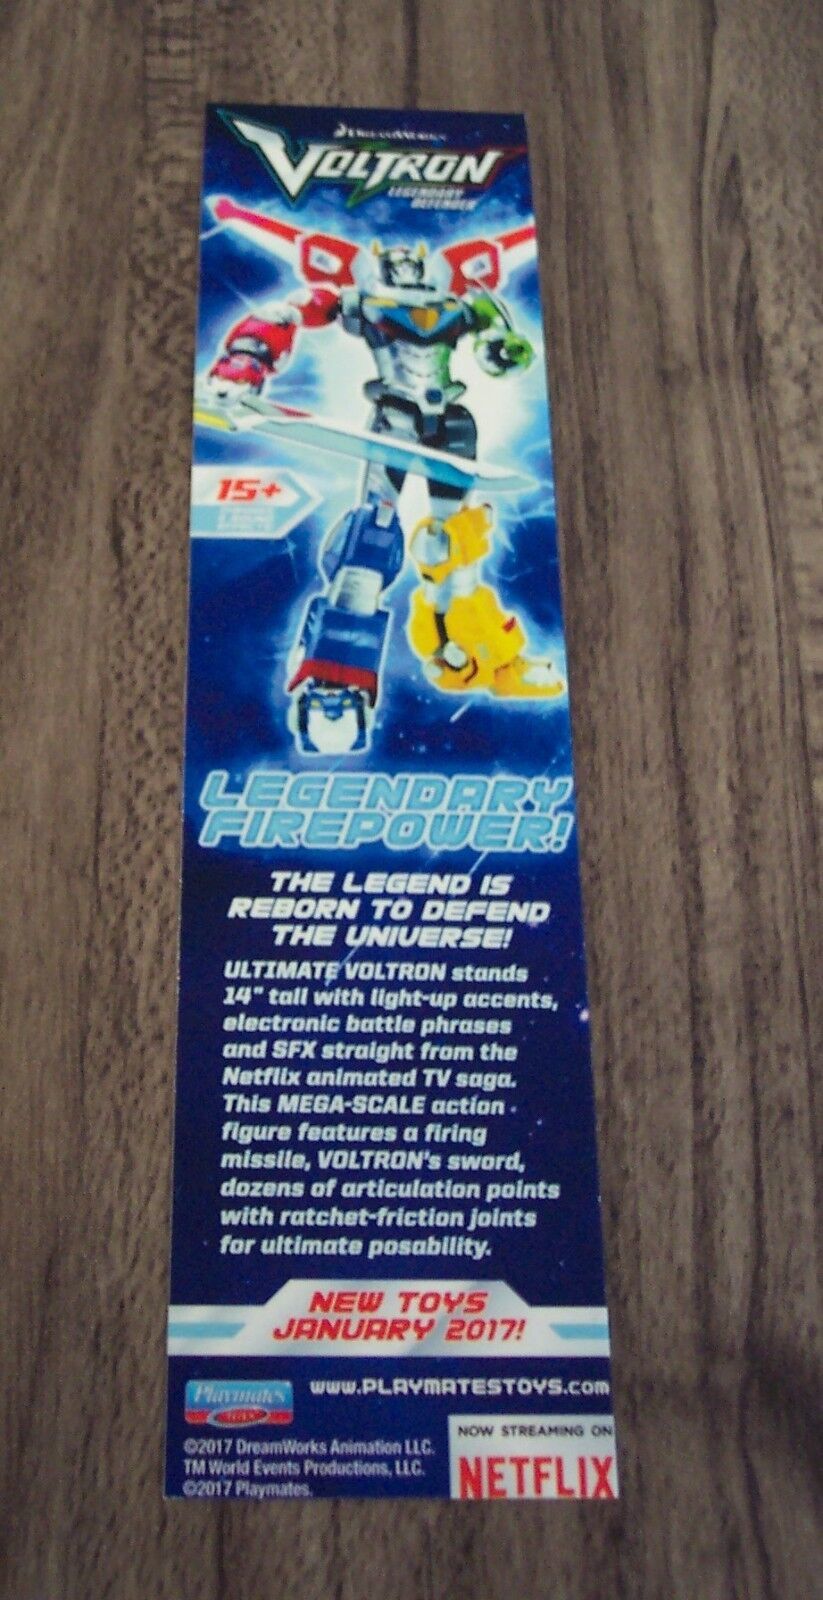 DREAMWORKS
VOLTRON
LEGENDARY
DEFENDER
15+
LEGENDARY
FIREPOWER!
THE LEGEND IS
REBORN TO DEFEND
THE UNIVERSE!
ULTIMATE VOLTRON stands
14" tall with light-up accents,
electronic battle phrases
and SFX straight from the
Netflix animated TV saga.
This MEGA-SCALE action
figure features a firing
missile, VOLTRON's sword,
dozens of articulation points
with ratchet-friction joints
for ultimate posability.
NEW TOYS
JANUARY 2017!
Playmates
TOYS
www.PLAYMATESTOYS.com
©2017 DreamWorks Animation LLC.
TM World Events Productions, LLC.
©2017 Playmates.
NOW STREAMING ON
NETFLIX